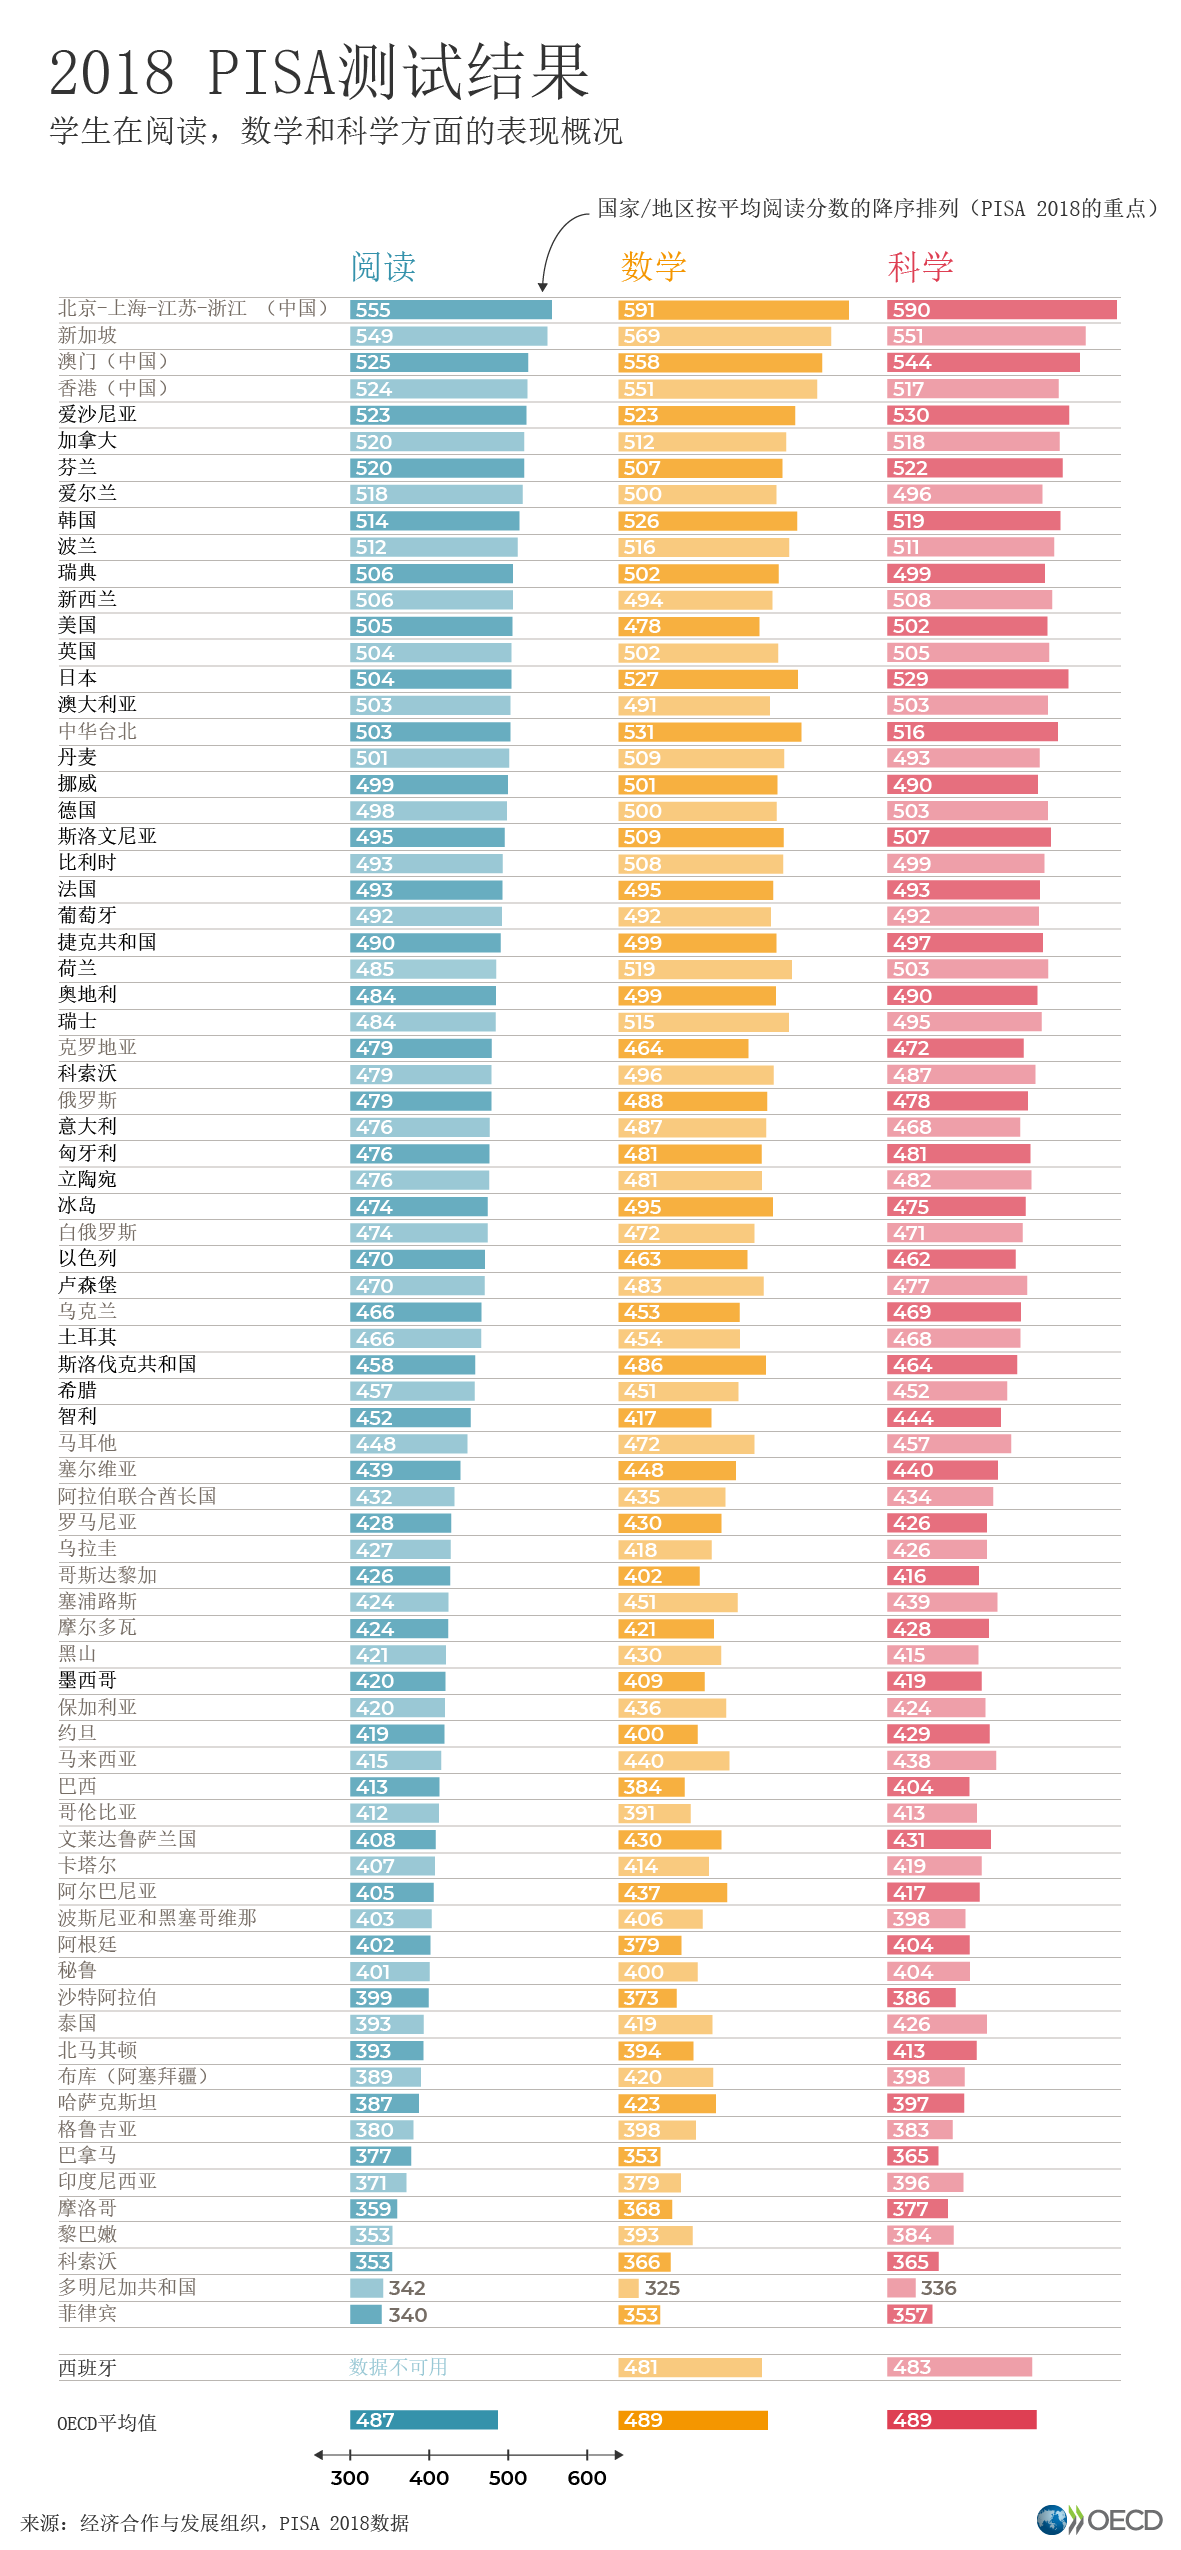 2018 PISA测试结果
学生在阅读，数学和科学方面的表现概况
国家/地区按平均阅读分数的降序排列（PISA 2018的重点）
阅读 数学 科学
北京-上海-江苏-浙江 （中国） 555 591 590
新加坡 549 569 551
澳门（中国） 525 558 544
香港（中国） 524 551 517
爱沙尼亚 523 523 530
加拿大 520 512 518
芬兰 520 507 522
爱尔兰 518 500 496
韩国 514 526 519
波兰 512 516 511
瑞典 506 502 499
新西兰 506 494 508
美国 505 478 502
英国 504 502 505
日本 504 527 529
澳大利亚 503 491 503
中华台北 503 531 516
丹麦 501 509 493
挪威 499 501 490
德国 498 500 503
斯洛文尼亚 495 509 507
比利时 493 508 499
法国 493 495 493
葡萄牙 492 492 492
捷克共和国 490 499 497
荷兰 485 519 503
奥地利 484 499 490
瑞士 484 515 495
克罗地亚 479 464 472
科索沃 479 496 487
俄罗斯 479 488 478
意大利 476 487 468
匈牙利 476 481 481
立陶宛 476 481 482
冰岛 474 495 475
白俄罗斯 474 472 471
以色列 470 463 462
卢森堡 470 483 477
乌克兰 466 453 469
土耳其 466 454 468
斯洛伐克共和国 458 486 464
希腊 457 451 452
智利 452 417 444
马耳他 448 472 457
塞尔维亚 439 448 440
阿拉伯联合酋长国 432 435 434
罗马尼亚 428 430 426
乌拉圭 427 418 426
哥斯达黎加 426 402 416
塞浦路斯 424 451 439
摩尔多瓦 424 421 428
黑山 421 430 415
墨西哥 420 409 419
保加利亚 420 436 424
约旦 419 400 429
马来西亚 415 440 438
巴西 413 384 404
哥伦比亚 412 391 413
文莱达鲁萨兰国 408 430 431
卡塔尔 407 414 419
阿尔巴尼亚 405 437 417
波斯尼亚和黑塞哥维那 403 406 398
阿根廷 402 379 404
秘鲁 401 400 404
沙特阿拉伯 399 373 386
泰国 393 419 426
北马其顿 393 394 413
布库（阿塞拜疆） 389 420 398
哈萨克斯坦 387 423 397
格鲁吉亚 380 398 383
巴拿马 377 353 365
印度尼西亚 371 379 396
摩洛哥 359 368 377
黎巴嫩 353 393 384
科索沃 353 366 365
多明尼加共和国 342 325 336
菲律宾 340 353 357
西班牙 数据不可用 481 483
OECD平均值 487 489 489
300 400 500 600
来源：经济合作与发展组织，PISA 2018数据
OECD